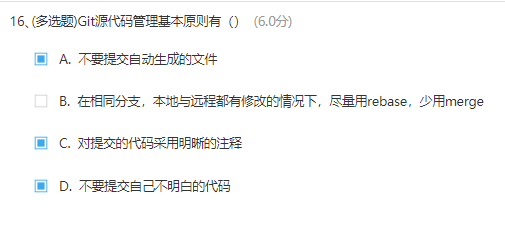 16、(多选题)Git源代码管理基本原则有（） (6.0分)
A. 不要提交自动生成的文件
B. 在相同分支，本地与远程都有修改的情况下，尽量用rebase，少用merge
C. 对提交的代码采用明晰的注释
D. 不要提交自己不明白的代码